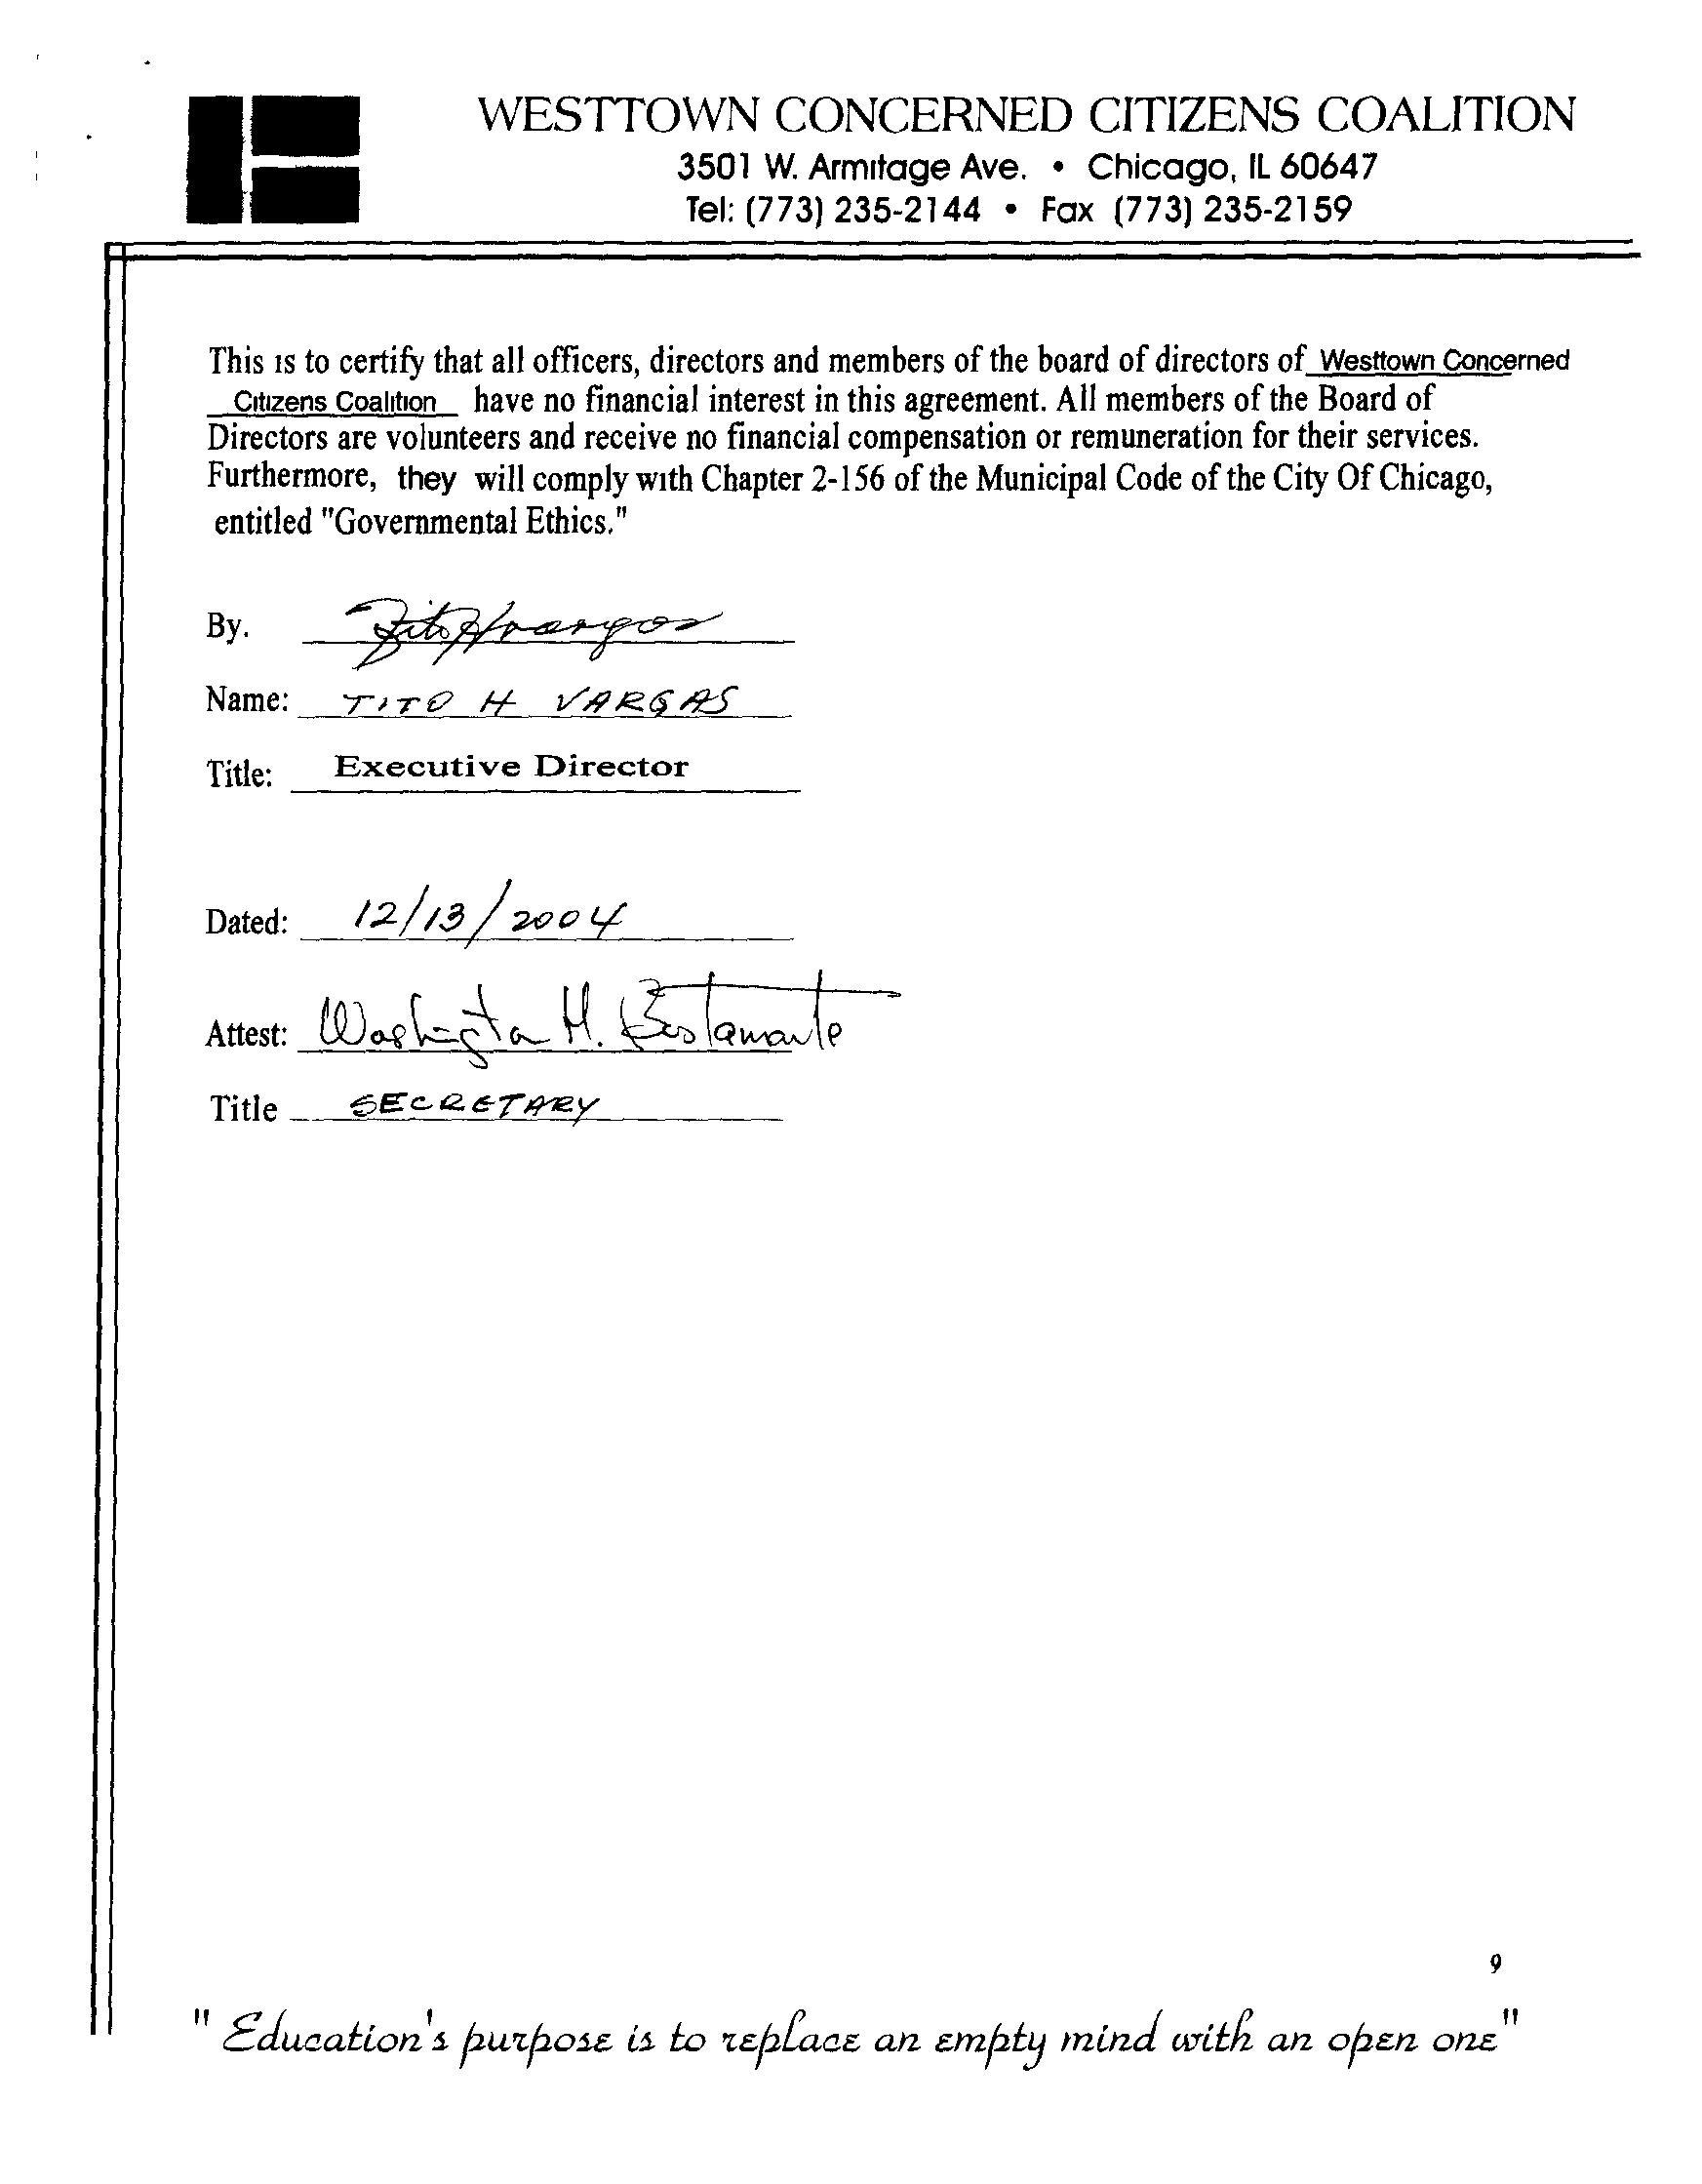 WESTTOWN CONCERNED CITIZENS COALITION
3501 W. Armitage Ave. • Chicago, IL 60647
Tel: (773) 235-2144 • Fax (773) 235-2159
This is to certify that all officers, directors and members of the board of directors of Westtown Concerned
Citizens Coalition have no financial interest in this agreement. All members of the Board of
Directors are volunteers and receive no financial compensation or remuneration for their services.
Furthermore, they will comply with Chapter 2-156 of the Municipal Code of the City Of Chicago,
entitled "Governmental Ethics."
By. Tito H Vargas
Name: TITO H VARGAS
Title: Executive Director
Dated: 12/13/2004
Attest: Washington H. Bustamante
Title SECRETARY
9
"Education's purpose is to replace an empty mind with an open one"